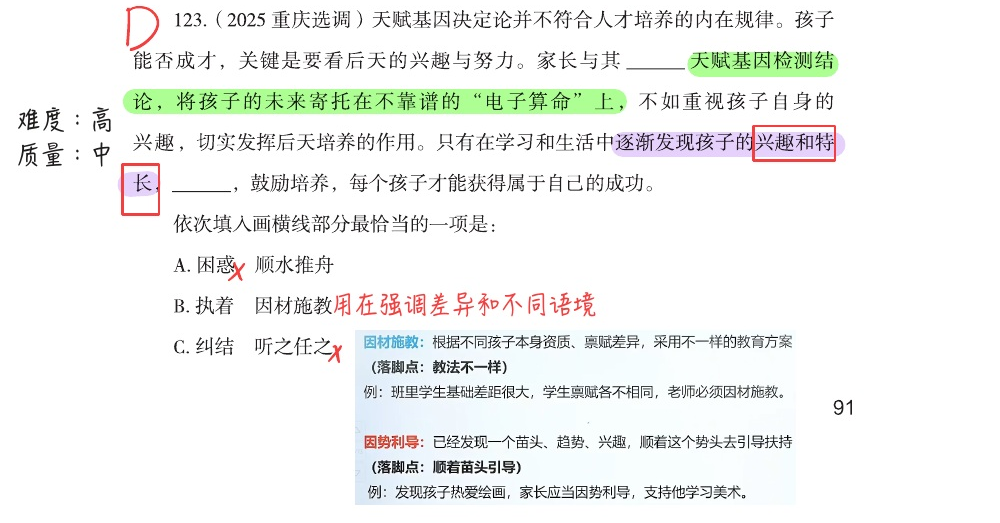 D
123.（2025 重庆选调）天赋基因决定论并不符合人才培养的内在规律。孩子
能否成才，关键是要看后天的兴趣与努力。家长与其______天赋基因检测结
论，将孩子的未来寄托在不靠谱的“电子算命”上，不如重视孩子自身的
难度：高
兴趣，切实发挥后天培养的作用。只有在学习和生活中逐渐发现孩子的兴趣和特
质量：中
长，______，鼓励培养，每个孩子才能获得属于自己的成功。
依次填入画横线部分最恰当的一项是：
A. 困惑 顺水推舟
B. 执着 因材施教 用在强调差异和不同语境
C. 纠结 听之任之
因材施教：根据不同孩子本身资质、禀赋差异，采用不一样的教育方案
（落脚点：教法不一样）
例：班里学生基础差距很大，学生禀赋各不相同，老师必须因材施教。
91
因势利导：已经发现一个苗头、趋势、兴趣，顺着这个势头去引导扶持
（落脚点：顺着苗头引导）
例：发现孩子热爱绘画，家长应当因势利导，支持他学习美术。